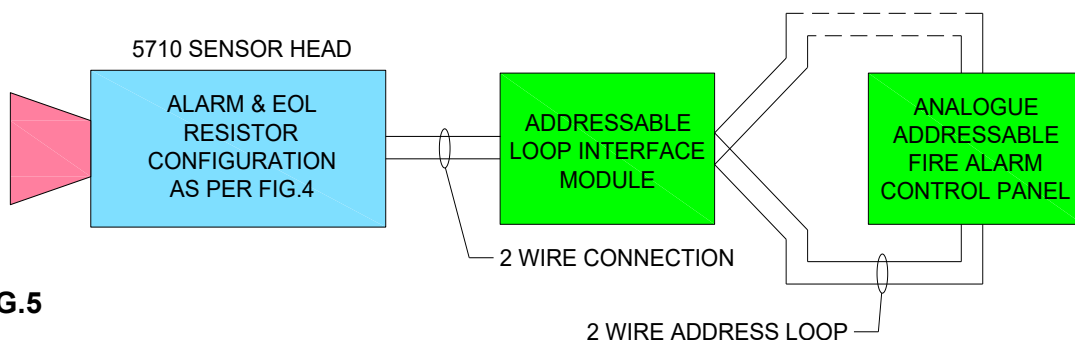 5710 SENSOR HEAD
ALARM & EOL
RESISTOR
CONFIGURATION
AS PER FIG.4
ADDRESSABLE
LOOP INTERFACE
MODULE
ANALOGUE
ADDRESSABLE
FIRE ALARM
CONTROL PANEL
2 WIRE CONNECTION
G.5
2 WIRE ADDRESS LOOP